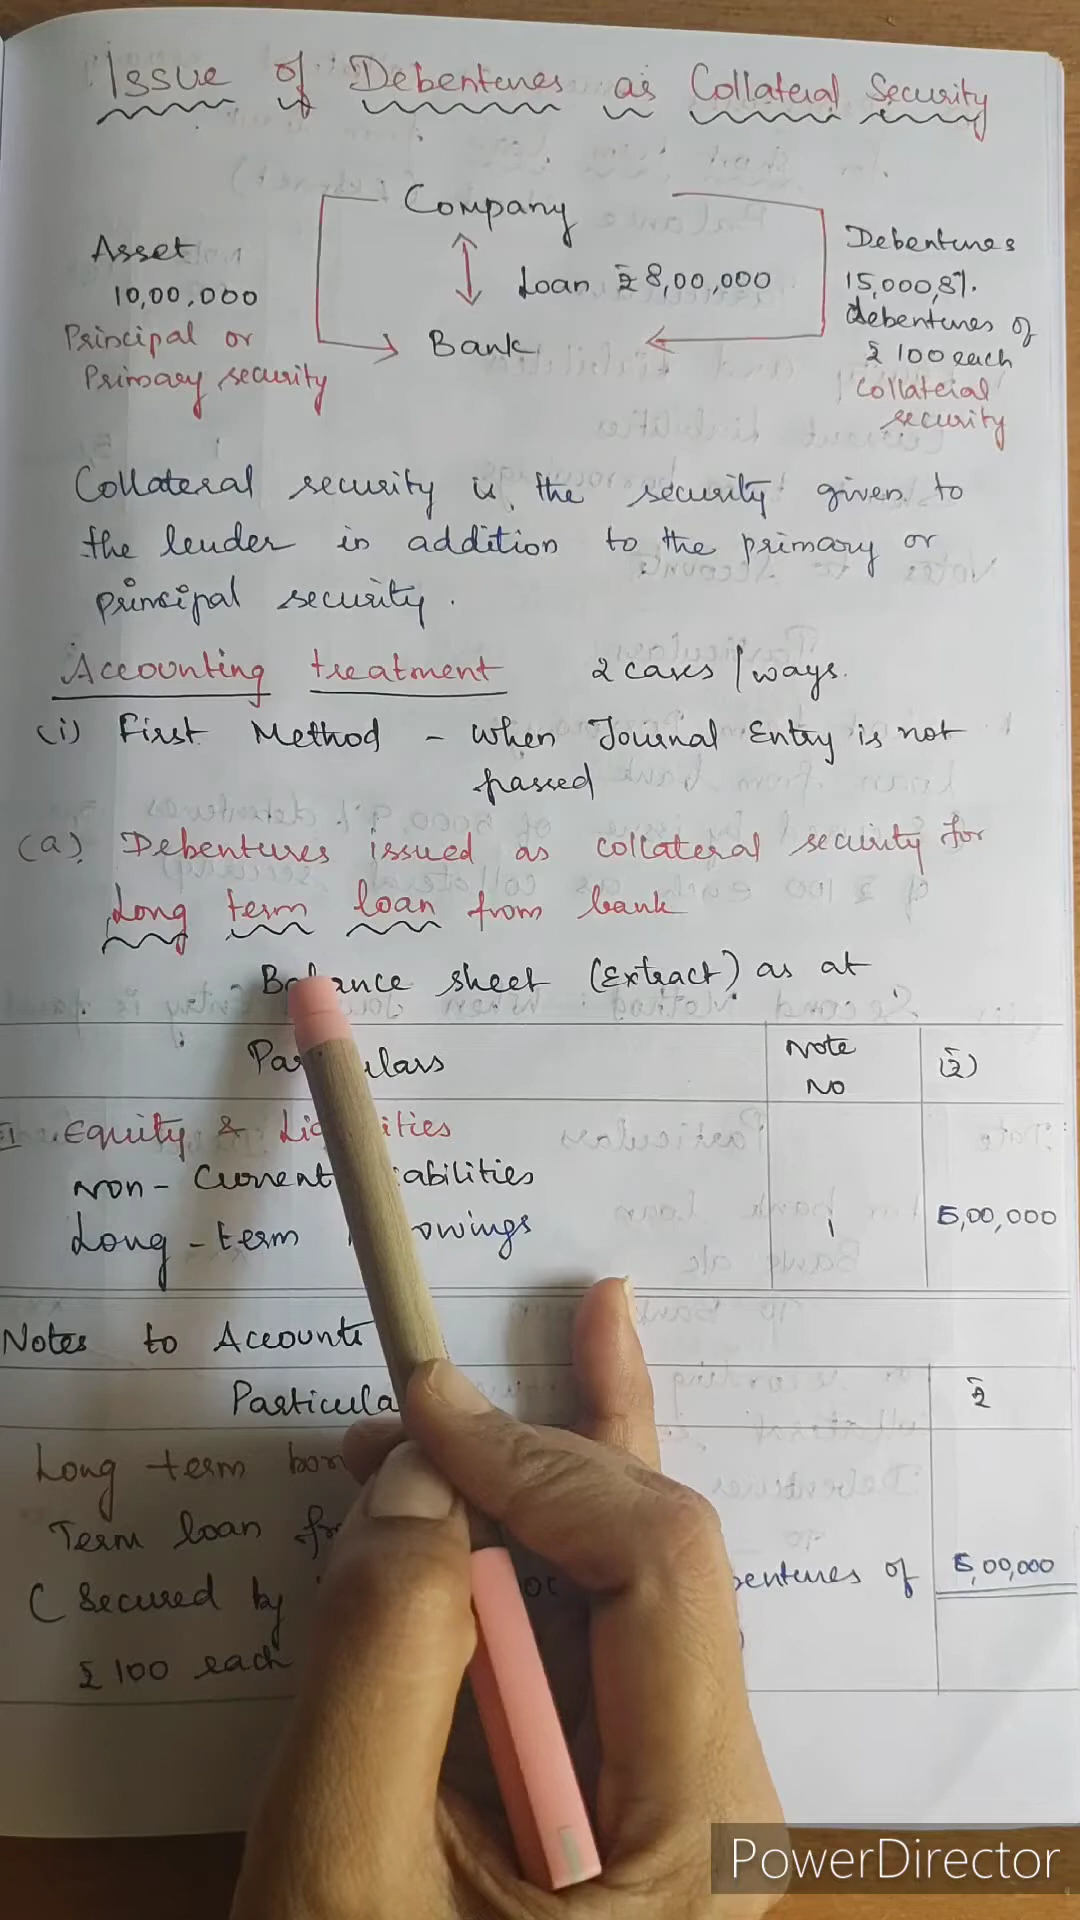 Issue of Debentures as Collateral Security
Company
Asset
10,00,000
Principal or
Primary security
Loan ₹ 8,00,000
Bank
Debentures
15,000, 8%
debentures of
₹ 100 each
Collateral
security
Collateral security is the security given to
the lender in addition to the primary or
principal security.
Accounting treatment 2 cases / ways.
(i) First Method - When Journal Entry is not
passed
(a). Debentures issued as collateral security for
Long term loan from bank
Balance sheet (Extract) as at
Note No
(₹)
I Equity &
Non-Current
Long-term 1 5,00,000
Notes to Accounts
₹
Long term
Term loan
(Secured by of 5,00,000
₹ 100 each
PowerDirector